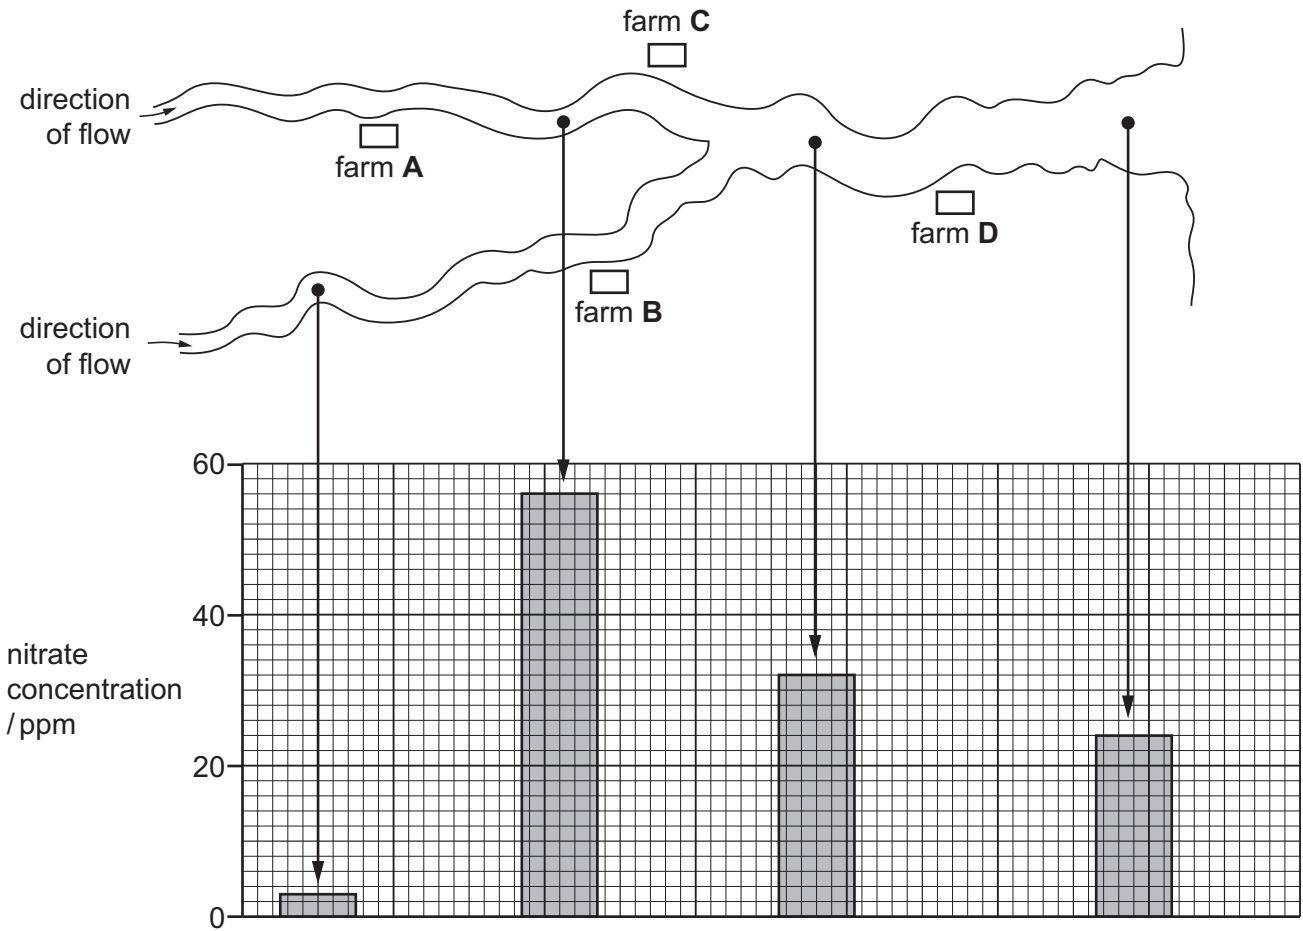 farm C
direction
of flow
farm A
farm D
farm B
direction
of flow
60
40
nitrate
concentration
/ ppm
20
0